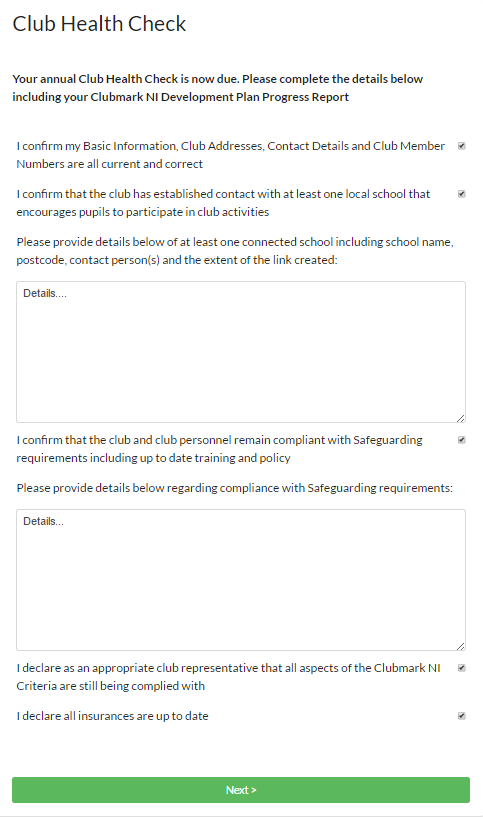 Club Health Check
Your annual Club Health Check is now due. Please complete the details below
including your Clubmark NI Development Plan Progress Report
I confirm my Basic Information, Club Addresses, Contact Details and Club Member
Numbers are all current and correct
I confirm that the club has established contact with at least one local school that
encourages pupils to participate in club activities
Please provide details below of at least one connected school including school name,
postcode, contact person(s) and the extent of the link created:
Details....
I confirm that the club and club personnel remain compliant with Safeguarding
requirements including up to date training and policy
Please provide details below regarding compliance with Safeguarding requirements:
Details...
I declare as an appropriate club representative that all aspects of the Clubmark NI
Criteria are still being complied with
I declare all insurances are up to date
Next >